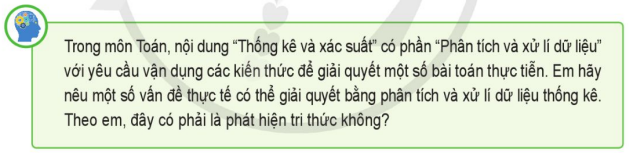 Trong môn Toán, nội dung “Thống kê và xác suất” có phần “Phân tích và xử lí dữ liệu”
với yêu cầu vận dụng các kiến thức để giải quyết một số bài toán thực tiễn. Em hãy
nêu một số vấn đề thực tế có thể giải quyết bằng phân tích và xử lí dữ liệu thống kê.
Theo em, đây có phải là phát hiện tri thức không?